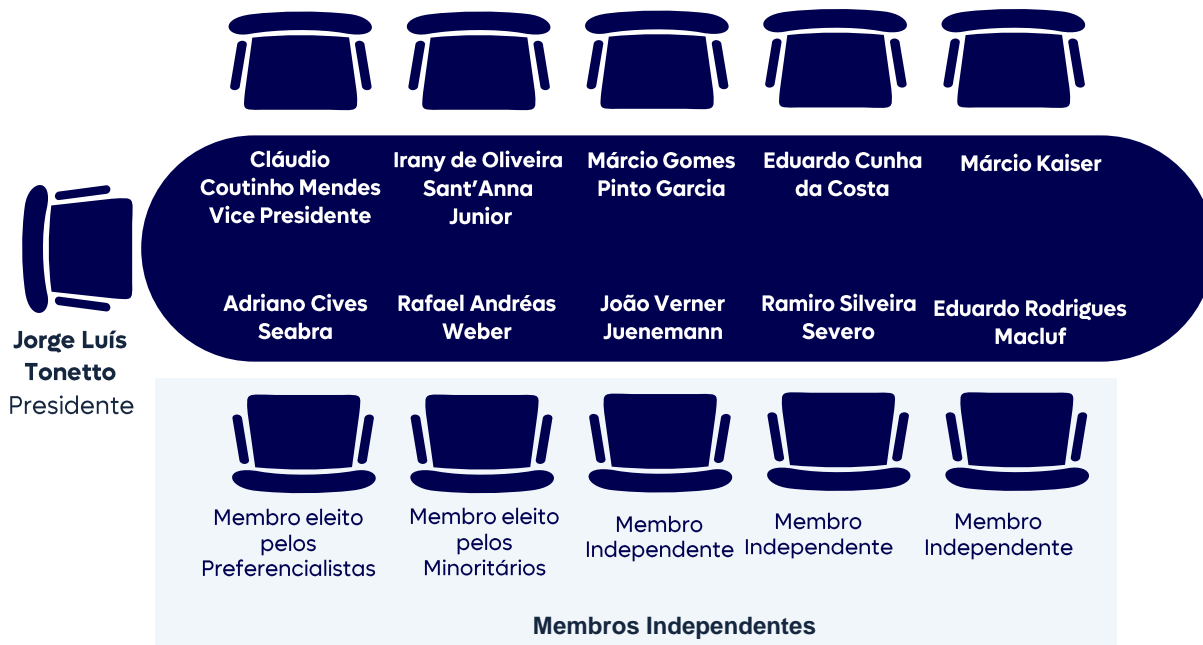 Cláudio
Coutinho Mendes
Vice Presidente
Irany de Oliveira
Sant'Anna
Junior
Márcio Gomes
Pinto Garcia
Eduardo Cunha
da Costa
Márcio Kaiser
Adriano Cives
Seabra
Rafael Andréas
Weber
João Verner
Juenemann
Ramiro Silveira
Severo
Eduardo Rodrigues
Macluf
Jorge Luís
Tonetto
Presidente
Membro eleito
pelos
Preferencialistas
Membro eleito
pelos
Minoritários
Membro
Independente
Membro
Independente
Membro
Independente
Membros Independentes